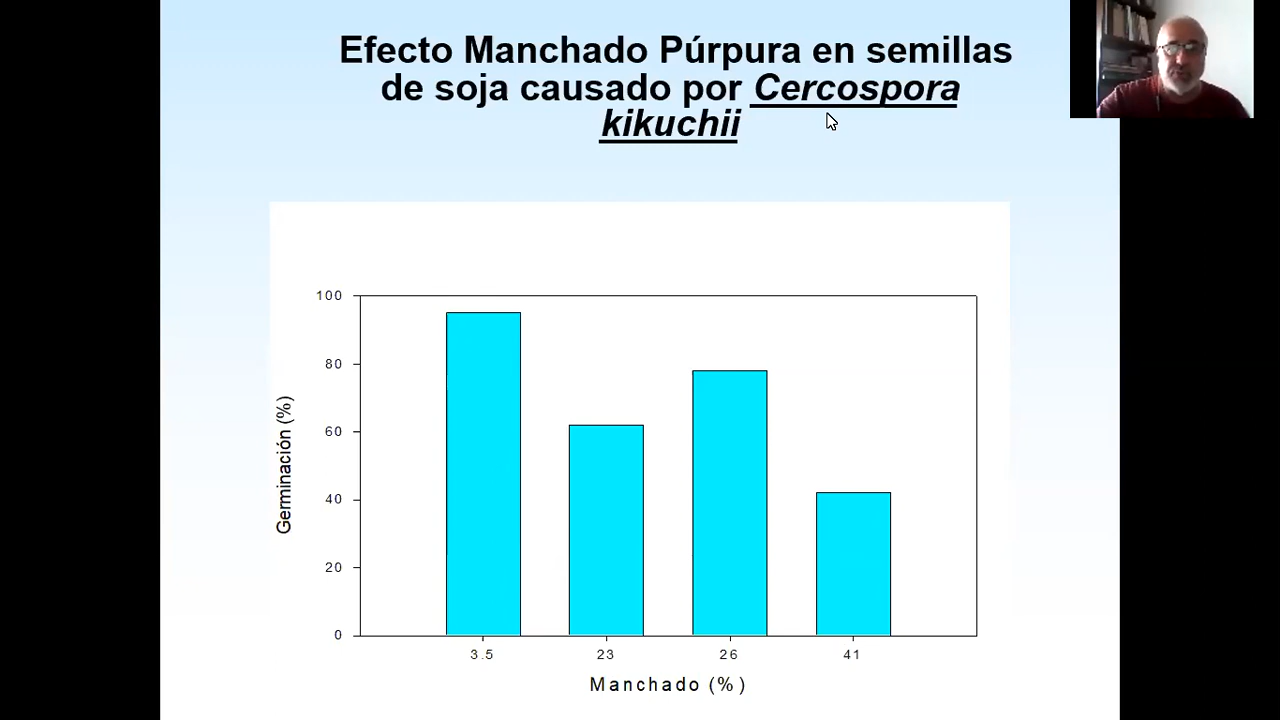 Efecto Manchado Púrpura en semillas
de soja causado por Cercospora
kikuchii
100
80
60
40
20
0
Germinación (%)
3.5 23 26 41
Manchado (%)